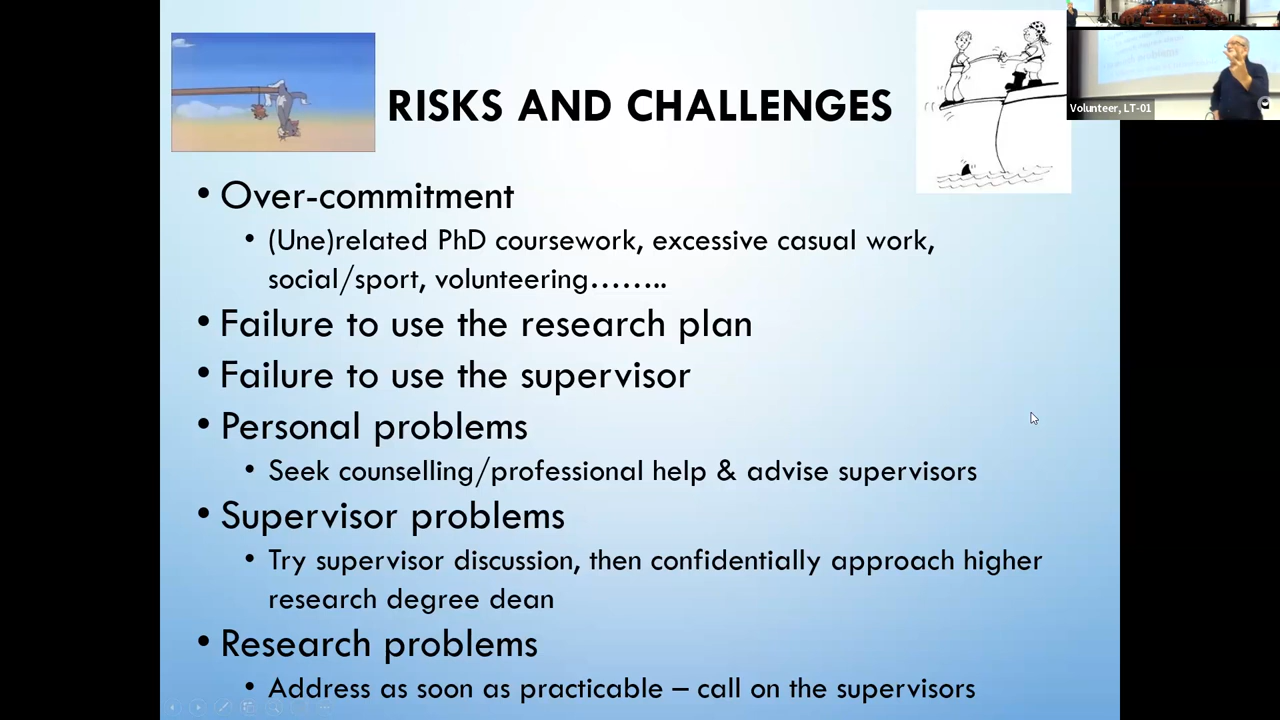 RISKS AND CHALLENGES
Volunteer, LT-01
• Over-commitment
• (Une)related PhD coursework, excessive casual work,
social/sport, volunteering........
• Failure to use the research plan
• Failure to use the supervisor
• Personal problems
• Seek counselling/professional help & advise supervisors
• Supervisor problems
• Try supervisor discussion, then confidentially approach higher
research degree dean
• Research problems
• Address as soon as practicable – call on the supervisors